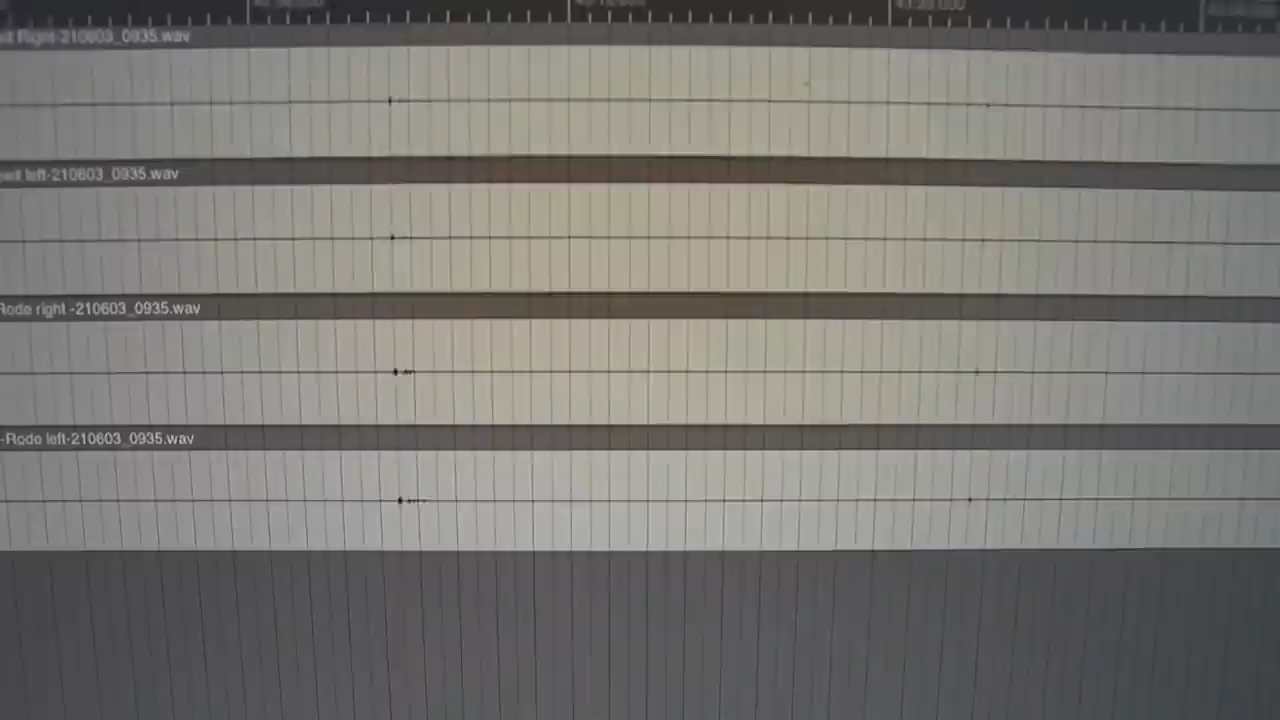 Right-210603_0935.wav
left-210603_0935.wav
Rode right -210603_0935.wav
-Rode left-210603_0935.wav